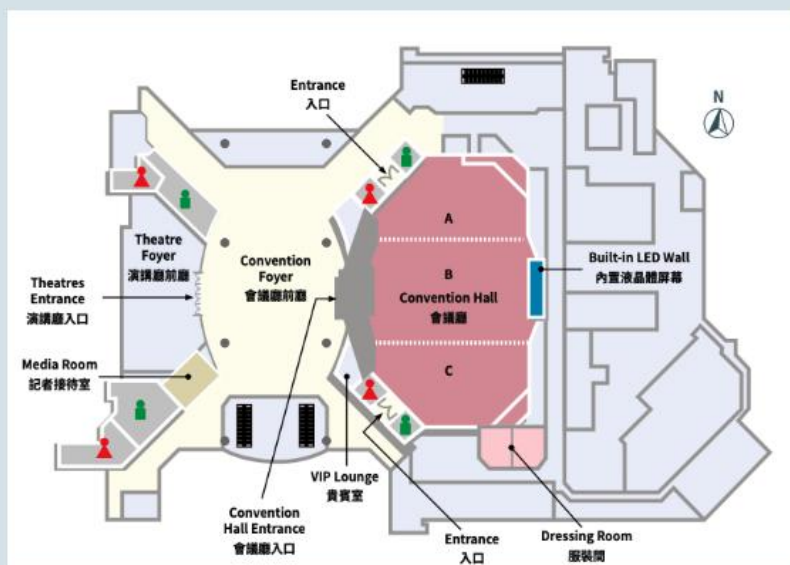 Entrance
入口
N
A
Theatre
Foyer
演講廳前廳
Convention
Foyer
會議廳前廳
B
Convention Hall
會議廳
Built-in LED Wall
內置液晶體屏幕
Theatres
Entrance
演講廳入口
Media Room
記者接待室
C
VIP Lounge
貴賓室
Convention
Hall Entrance
會議廳入口
Entrance
入口
Dressing Room
服裝間